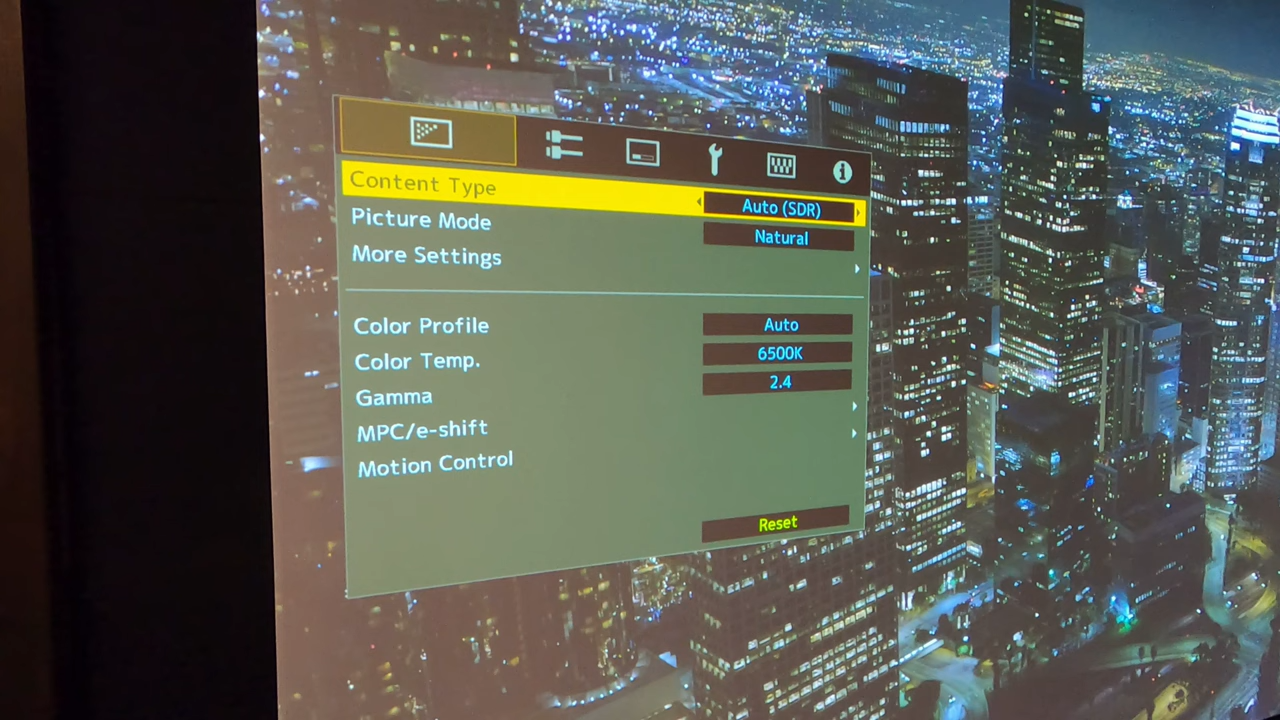 Content Type Auto (SDR)
Picture Mode Natural
More Settings
Color Profile Auto
Color Temp. 6500K
Gamma 2.4
MPC/e-shift
Motion Control
Reset